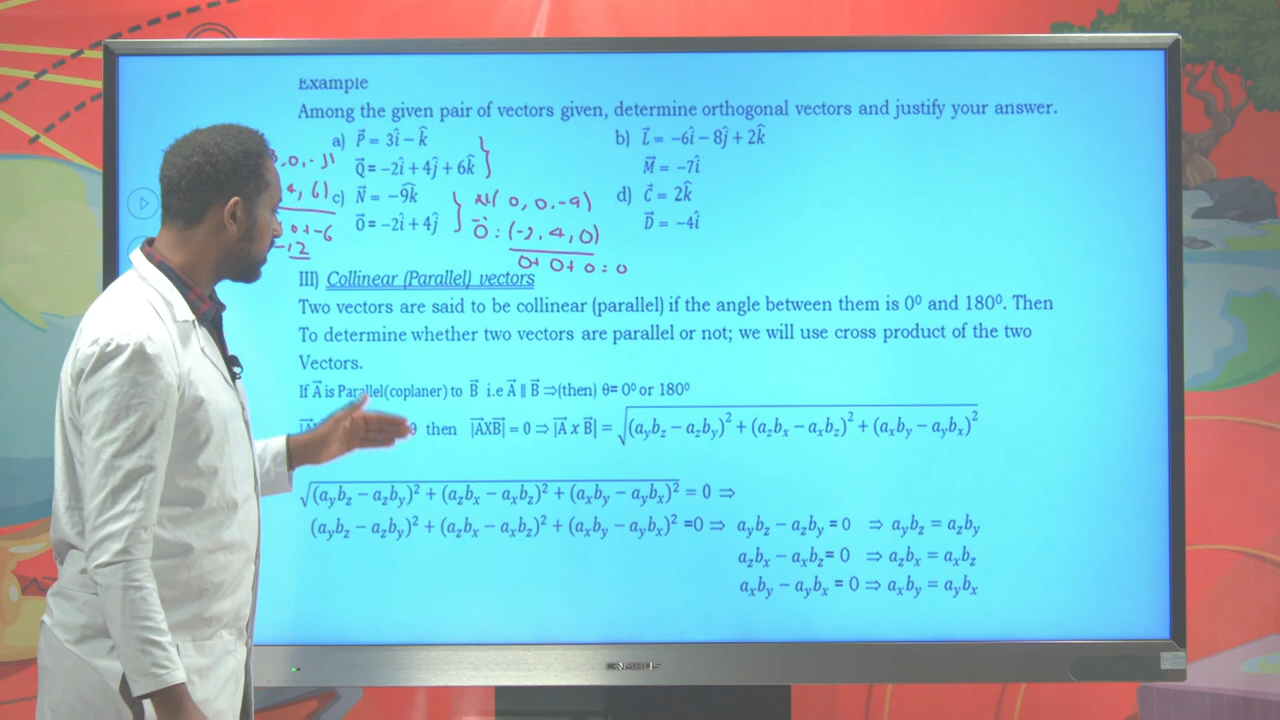 Example
Among the given pair of vectors given, determine orthogonal vectors and justify your answer.
a) P⃗ = 3î − k̂
Q⃗ = −2î + 4ĵ + 6k̂
b) L⃗ = −6î − 8ĵ + 2k̂
M⃗ = −7î
,0,-1)
4, 6)
0+-6
-12
c) N⃗ = −9k̂
O⃗ = −2î + 4ĵ
( 0, 0, -9)
O⃗ : (-2, 4, 0)
0+ 0+ 0 = 0
d) C⃗ = 2k̂
D⃗ = −4î
III) Collinear (Parallel) vectors
Two vectors are said to be collinear (parallel) if the angle between them is 0⁰ and 180⁰. Then
To determine whether two vectors are parallel or not; we will use cross product of the two
Vectors.
If A⃗ is Parallel(coplaner) to B⃗ i.e A⃗ ∥ B⃗ ⇒(then) θ= 0⁰ or 180⁰
θ then |A⃗XB⃗| = 0 ⇒ |A⃗ x B⃗| = √((a_yb_z − a_zb_y)² + (a_zb_x − a_xb_z)² + (a_xb_y − a_yb_x)²)
√((a_yb_z − a_zb_y)² + (a_zb_x − a_xb_z)² + (a_xb_y − a_yb_x)²) = 0 ⇒
(a_yb_z − a_zb_y)² + (a_zb_x − a_xb_z)² + (a_xb_y − a_yb_x)² =0 ⇒ a_yb_z − a_zb_y = 0 ⇒ a_yb_z = a_zb_y
a_zb_x − a_xb_z= 0 ⇒ a_zb_x = a_xb_z
a_xb_y − a_yb_x = 0 ⇒ a_xb_y = a_yb_x